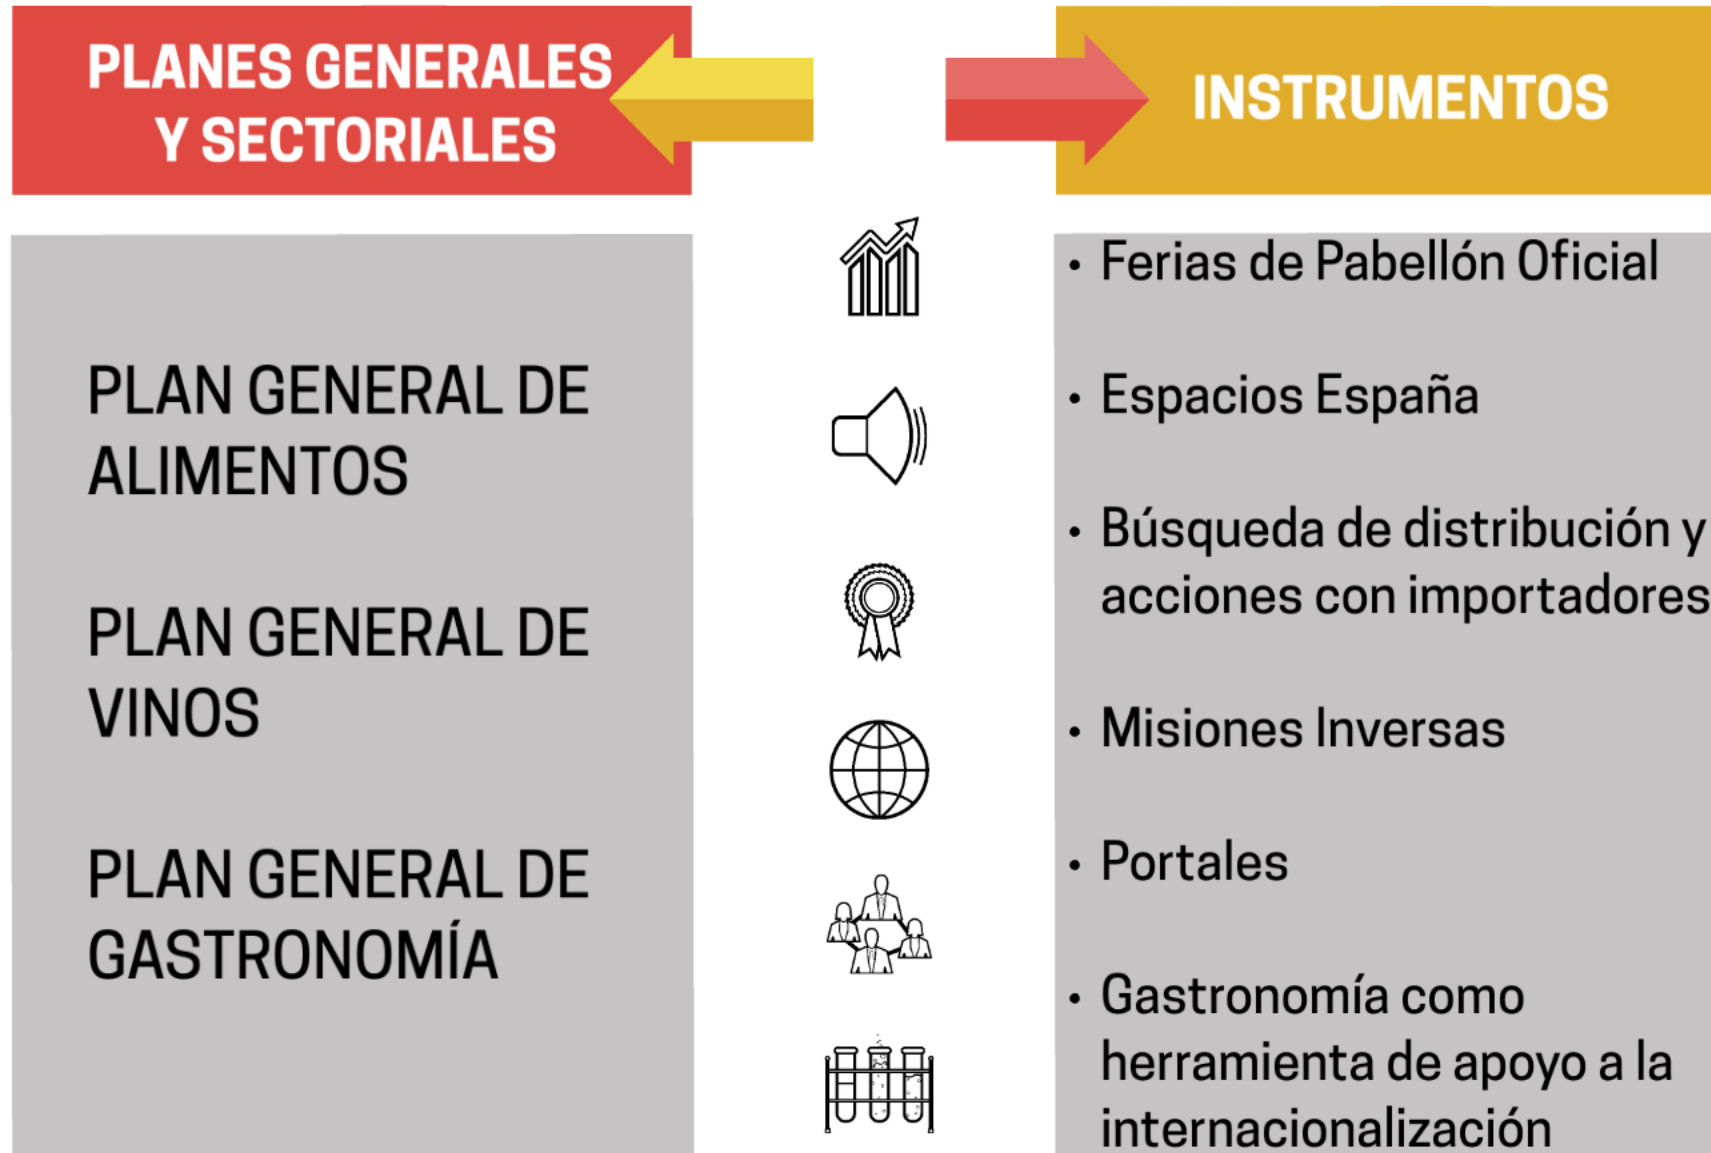 PLANES GENERALES
Y SECTORIALES
PLAN GENERAL DE
ALIMENTOS
PLAN GENERAL DE
VINOS
PLAN GENERAL DE
GASTRONOMÍA
INSTRUMENTOS
• Ferias de Pabellón Oficial
• Espacios España
• Búsqueda de distribución y
acciones con importadores
• Misiones Inversas
• Portales
• Gastronomía como
herramienta de apoyo a la
internacionalización